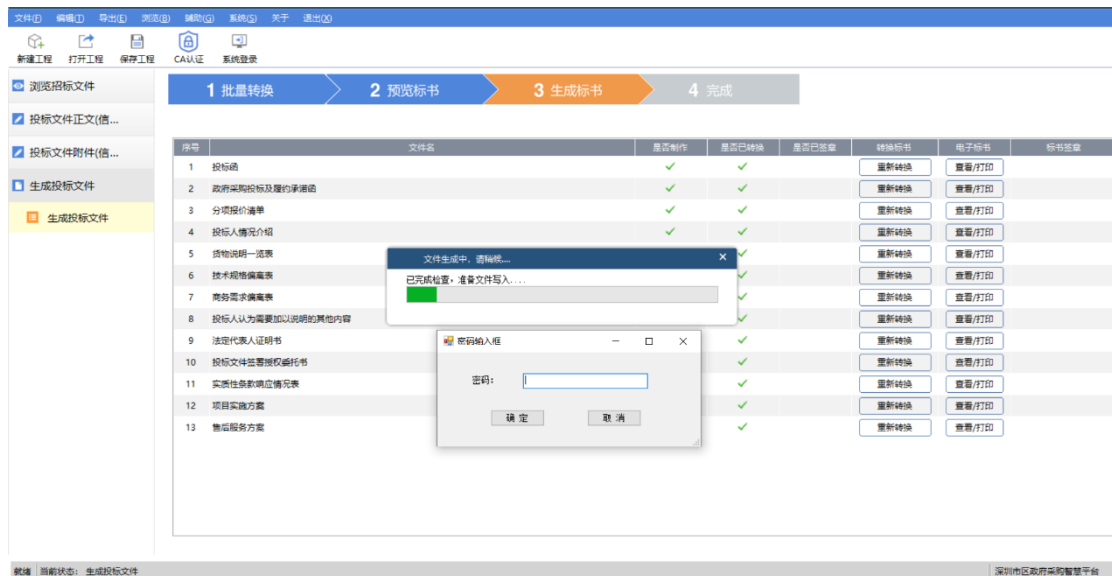 文件(F) 编辑(T) 导出(E) 浏览(B) 辅助(G) 系统(S) 关于 退出(X)
新建工程 打开工程 保存工程 CA认证 系统登录
浏览招标文件
投标文件正文(信...
投标文件附件(信...
生成投标文件
生成投标文件
1 批量转换 2 预览标书 3 生成标书 4 完成
序号 文件名 是否制作 是否已转换 是否已签章 转换标书 电子标书 标书签章
1 投标函 重新转换 查看/打印
2 政府采购投标及履约承诺函 重新转换 查看/打印
3 分项报价清单 重新转换 查看/打印
4 投标人情况介绍 重新转换 查看/打印
5 货物说明一览表 重新转换 查看/打印
6 技术规格偏离表 重新转换 查看/打印
7 商务需求偏离表 重新转换 查看/打印
8 投标人认为需要加以说明的其他内容 重新转换 查看/打印
9 法定代表人证明书 重新转换 查看/打印
10 投标文件签署授权委托书 重新转换 查看/打印
11 实质性条款响应情况表 重新转换 查看/打印
12 项目实施方案 重新转换 查看/打印
13 售后服务方案 重新转换 查看/打印
文件生成中，请稍候....
已完成检查，准备文件写入....
密码输入框
密码：
确定 取消
就绪 当前状态： 生成投标文件 深圳市区政府采购智慧平台